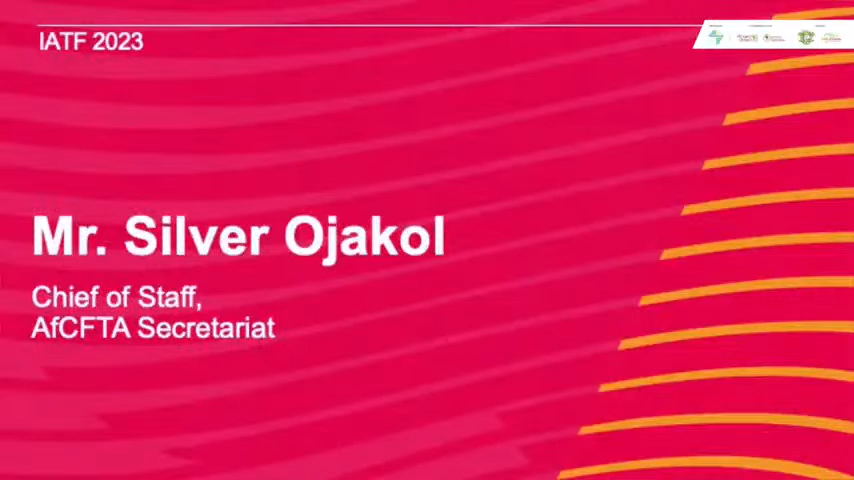 IATF 2023
Mr. Silver Ojakol
Chief of Staff,
AfCFTA Secretariat